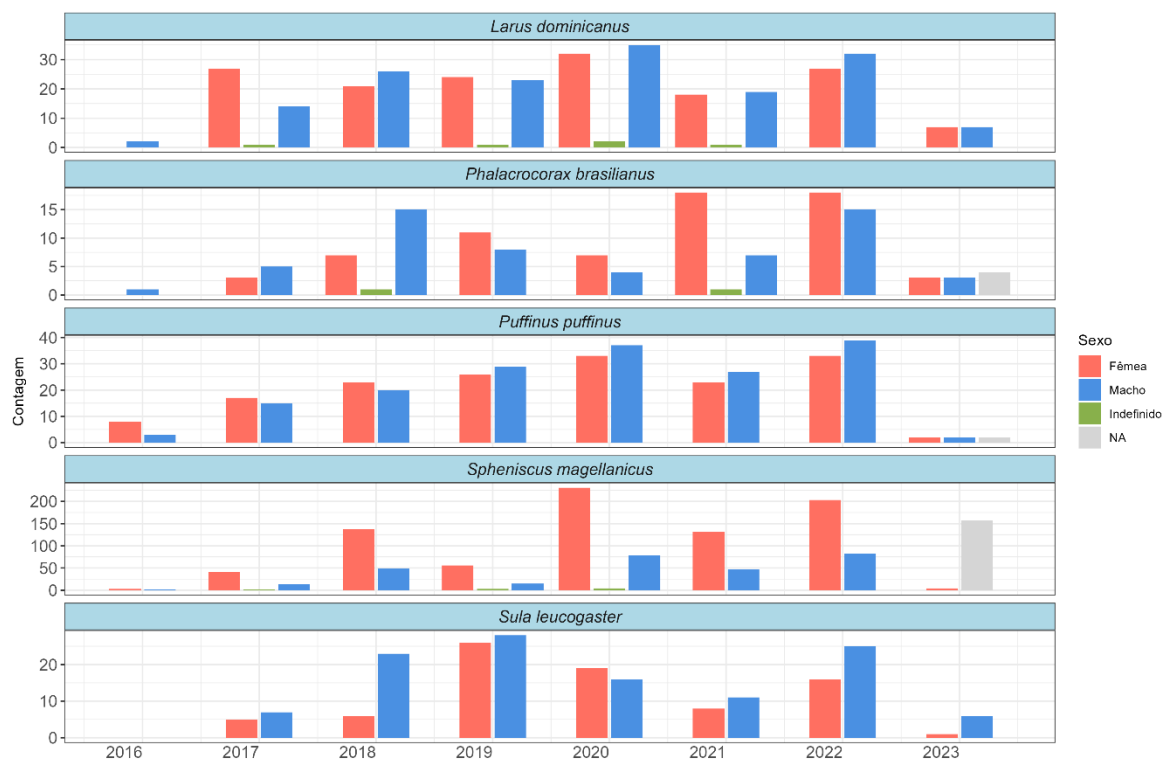 Larus dominicanus
30
20
10
0
Phalacrocorax brasilianus
15
10
5
0
Puffinus puffinus
40
30
20
10
0
Contagem
Spheniscus magellanicus
200
150
100
50
0
Sula leucogaster
20
10
0
2016 2017 2018 2019 2020 2021 2022 2023
Sexo
Fêmea
Macho
Indefinido
NA